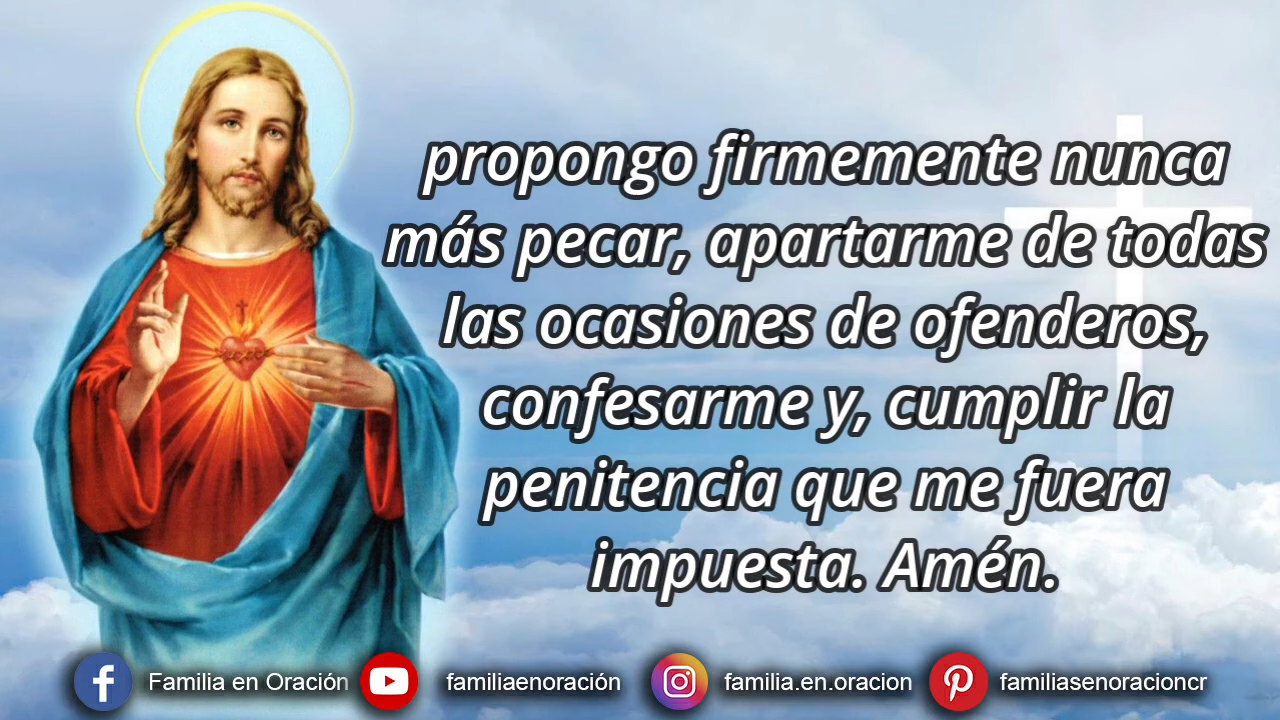 propongo firmemente nunca
más pecar, apartarme de todas
las ocasiones de ofenderos,
confesarme y, cumplir la
penitencia que me fuera
impuesta. Amén.
Familia en Oración
familiaenoración
familia.en.oracion
familiasenoracioncr